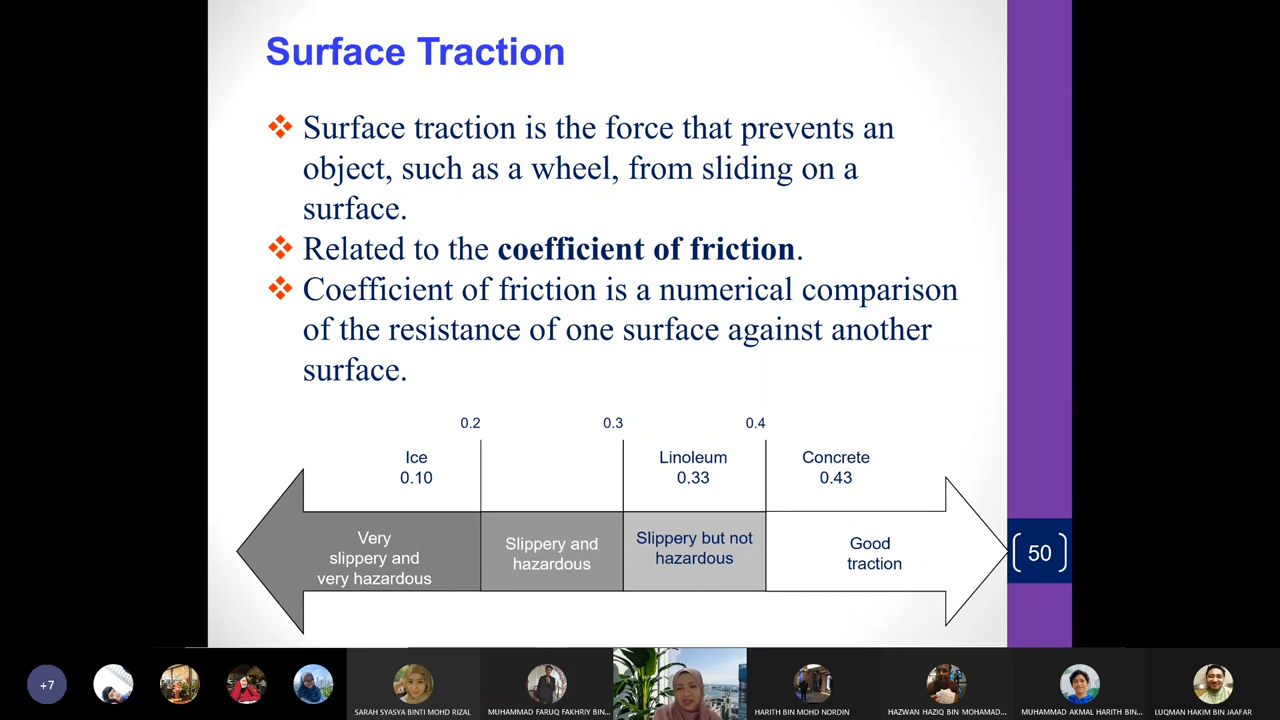 Surface Traction
❖ Surface traction is the force that prevents an
object, such as a wheel, from sliding on a
surface.
❖ Related to the coefficient of friction.
❖ Coefficient of friction is a numerical comparison
of the resistance of one surface against another
surface.
0.2 0.3 0.4
Ice Linoleum Concrete
0.10 0.33 0.43
Very
slippery and
very hazardous
Slippery and
hazardous
Slippery but not
hazardous
Good
traction
50
+7
SARAH SYASYA BINTI MOHD RIZAL
MUHAMMAD FARUQ FAKHRIY BIN...
HARITH BIN MOHD NORDIN
HAZWAN HAZIQ BIN MOHAMAD...
MUHAMMAD AKMAL HARITH BIN...
LUQMAN HAKIM BIN JAAFAR